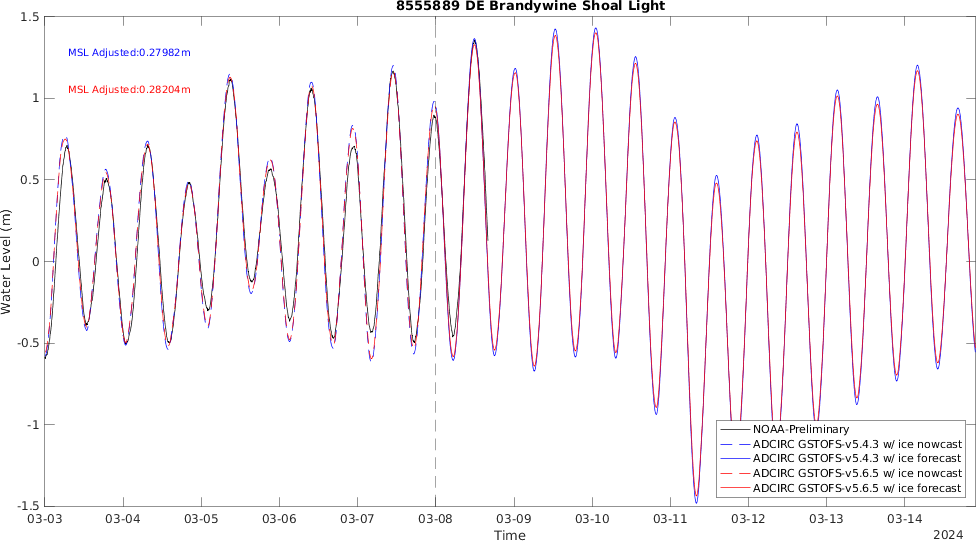 8555889 DE Brandywine Shoal Light
MSL Adjusted:0.27982m
MSL Adjusted:0.28204m
Water Level (m)
1.5
1
0.5
0
-0.5
-1
-1.5
NOAA-Preliminary
ADCIRC GSTOFS-v5.4.3 w/ ice nowcast
ADCIRC GSTOFS-v5.4.3 w/ ice forecast
ADCIRC GSTOFS-v5.6.5 w/ ice nowcast
ADCIRC GSTOFS-v5.6.5 w/ ice forecast
03-03 03-04 03-05 03-06 03-07 03-08 03-09 03-10 03-11 03-12 03-13 03-14
Time
2024